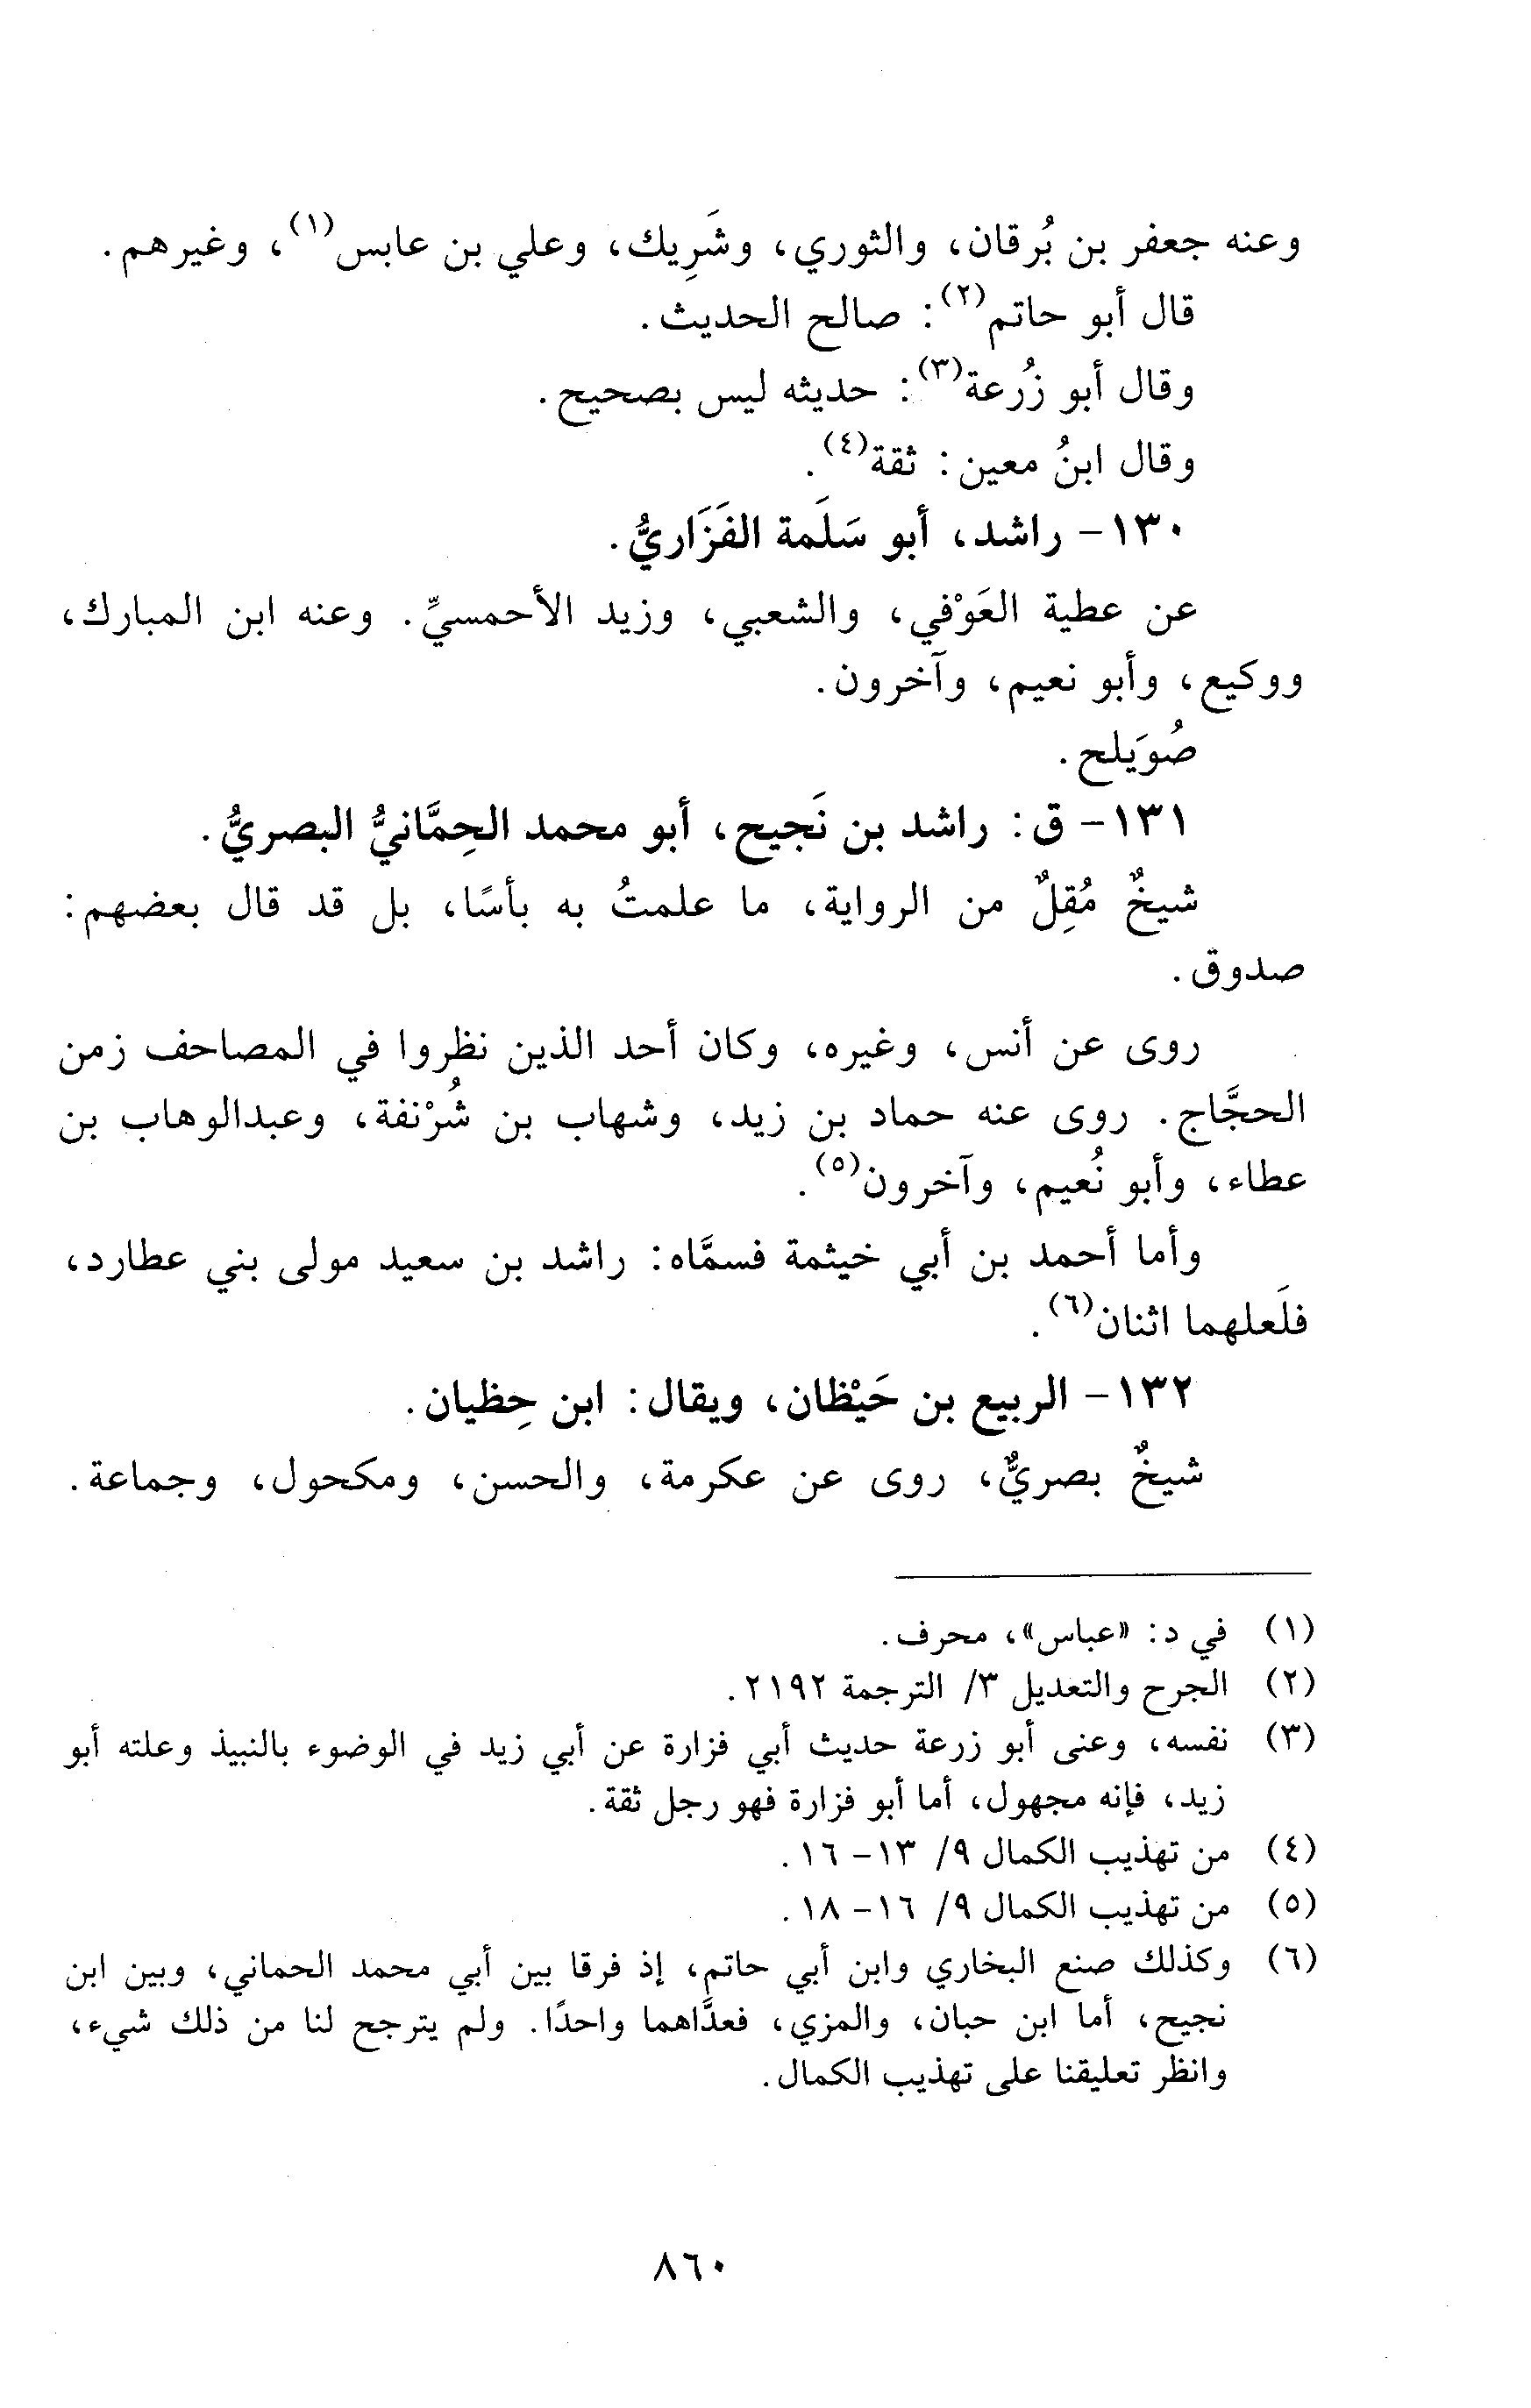 وعنه جعفر بن بُرقان، والثوري، وشَرِيك، وعلي بن عابس(١)، وغيرهم.
قال أبو حاتم(٢): صالح الحديث.
وقال أبو زُرعة(٣): حديثه ليس بصحيح.
وقال ابنُ معين: ثقة(٤).
١٣٠- راشد، أبو سَلَمة الفَزَاريُّ.
عن عطية العَوْفي، والشعبي، وزيد الأحمسيِّ. وعنه ابن المبارك،
ووكيع، وأبو نعيم، وآخرون.
صُوَيلح.
١٣١- ق: راشد بن نَجيح، أبو محمد الحِمَّانيُّ البصريُّ.
شيخٌ مُقِلٌ من الرواية، ما علمتُ به بأسًا، بل قد قال بعضهم:
صدوق.
روى عن أنس، وغيره، وكان أحد الذين نظروا في المصاحف زمن
الحجَّاج. روى عنه حماد بن زيد، وشهاب بن شُرْنفة، وعبدالوهاب بن
عطاء، وأبو نُعيم، وآخرون(٥).
وأما أحمد بن أبي خيثمة فسمَّاه: راشد بن سعيد مولى بني عطارد،
فلَعلهما اثنان(٦).
١٣٢- الربيع بن حَيْظان، ويقال: ابن حِظيان.
شيخٌ بصريٌّ، روى عن عكرمة، والحسن، ومكحول، وجماعة.
(١) في د: «عباس»، محرف.
(٢) الجرح والتعديل ٣/ الترجمة ٢١٩٢.
(٣) نفسه، وعنى أبو زرعة حديث أبي فزارة عن أبي زيد في الوضوء بالنبيذ وعلته أبو
زيد، فإنه مجهول، أما أبو فزارة فهو رجل ثقة.
(٤) من تهذيب الكمال ٩/ ١٣- ١٦.
(٥) من تهذيب الكمال ٩/ ١٦- ١٨.
(٦) وكذلك صنع البخاري وابن أبي حاتم، إذ فرقا بين أبي محمد الحماني، وبين ابن
نجيح، أما ابن حبان، والمزي، فعدَّاهما واحدًا. ولم يترجح لنا من ذلك شيء،
وانظر تعليقنا على تهذيب الكمال.
٨٦٠